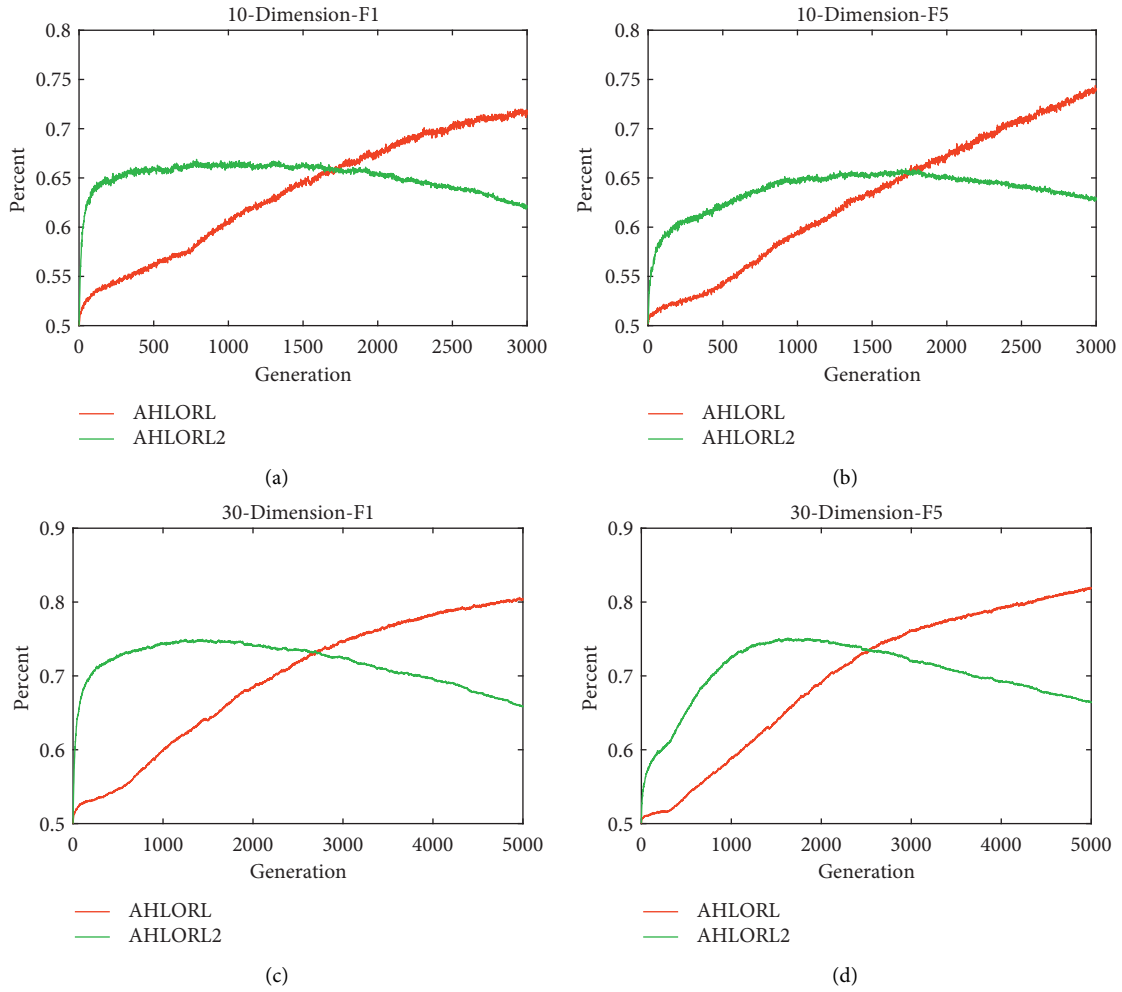 10-Dimension-F1
0.8
0.75
0.7
0.65
0.6
0.55
0.5
Percent
0 500 1000 1500 2000 2500 3000
Generation
AHLORL
AHLORL2
(a)
10-Dimension-F5
0.8
0.75
0.7
0.65
0.6
0.55
0.5
Percent
0 500 1000 1500 2000 2500 3000
Generation
AHLORL
AHLORL2
(b)
30-Dimension-F1
0.9
0.8
0.7
0.6
0.5
Percent
0 1000 2000 3000 4000 5000
Generation
AHLORL
AHLORL2
(c)
30-Dimension-F5
0.9
0.8
0.7
0.6
0.5
Percent
0 1000 2000 3000 4000 5000
Generation
AHLORL
AHLORL2
(d)